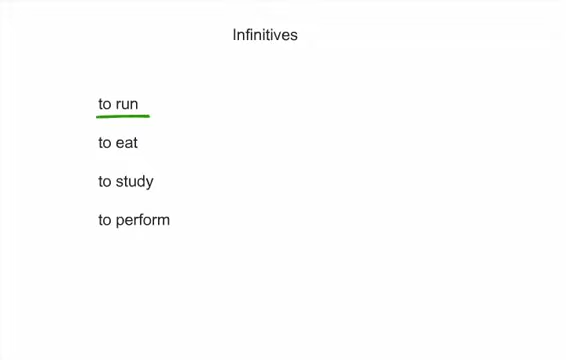 Infinitives
to run
to eat
to study
to perform